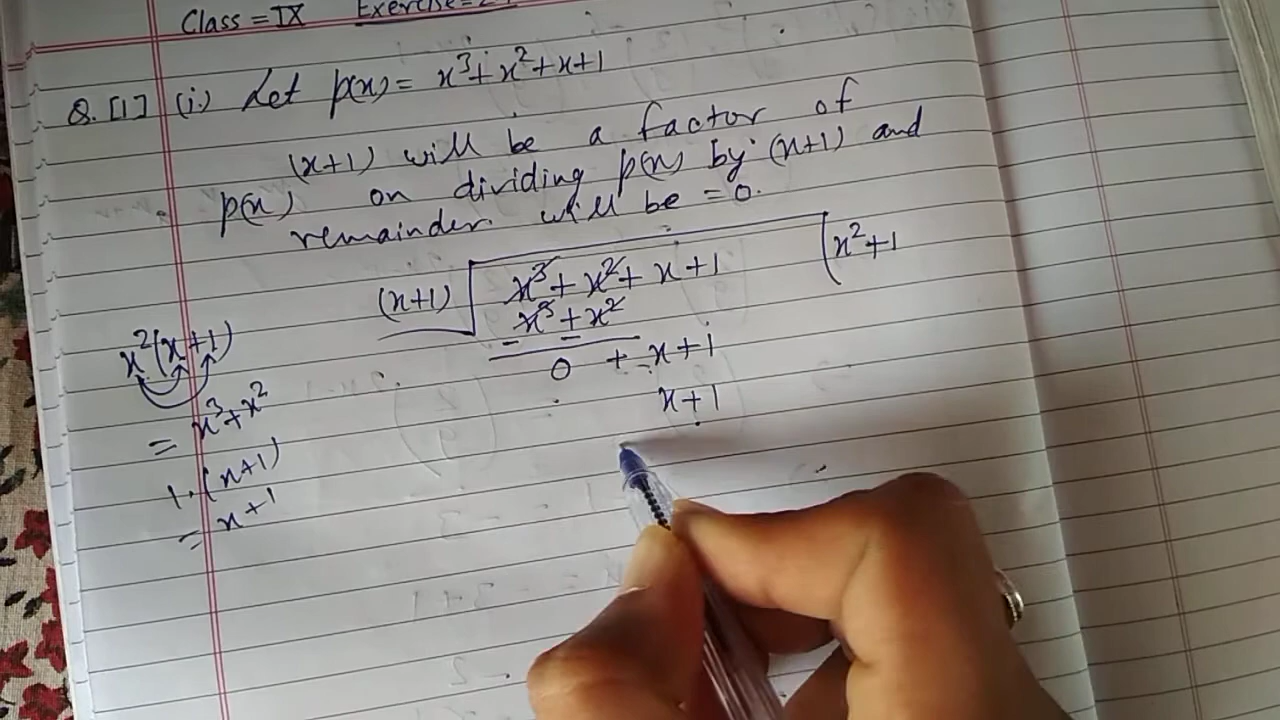 Class = IX Exercise = 2.4
Q. [1] (i.) Let p(x) = x³ + x² + x + 1
(x+1) will be a factor of
p(x) on dividing p(x) by (x+1) and
remainder will be = 0.
(x+1) x³ + x² + x + 1 (x² + 1
x³ + x²
- -
0 + x + 1
x + 1
x²(x+1)
= x³ + x²
1. (x+1)
= x + 1